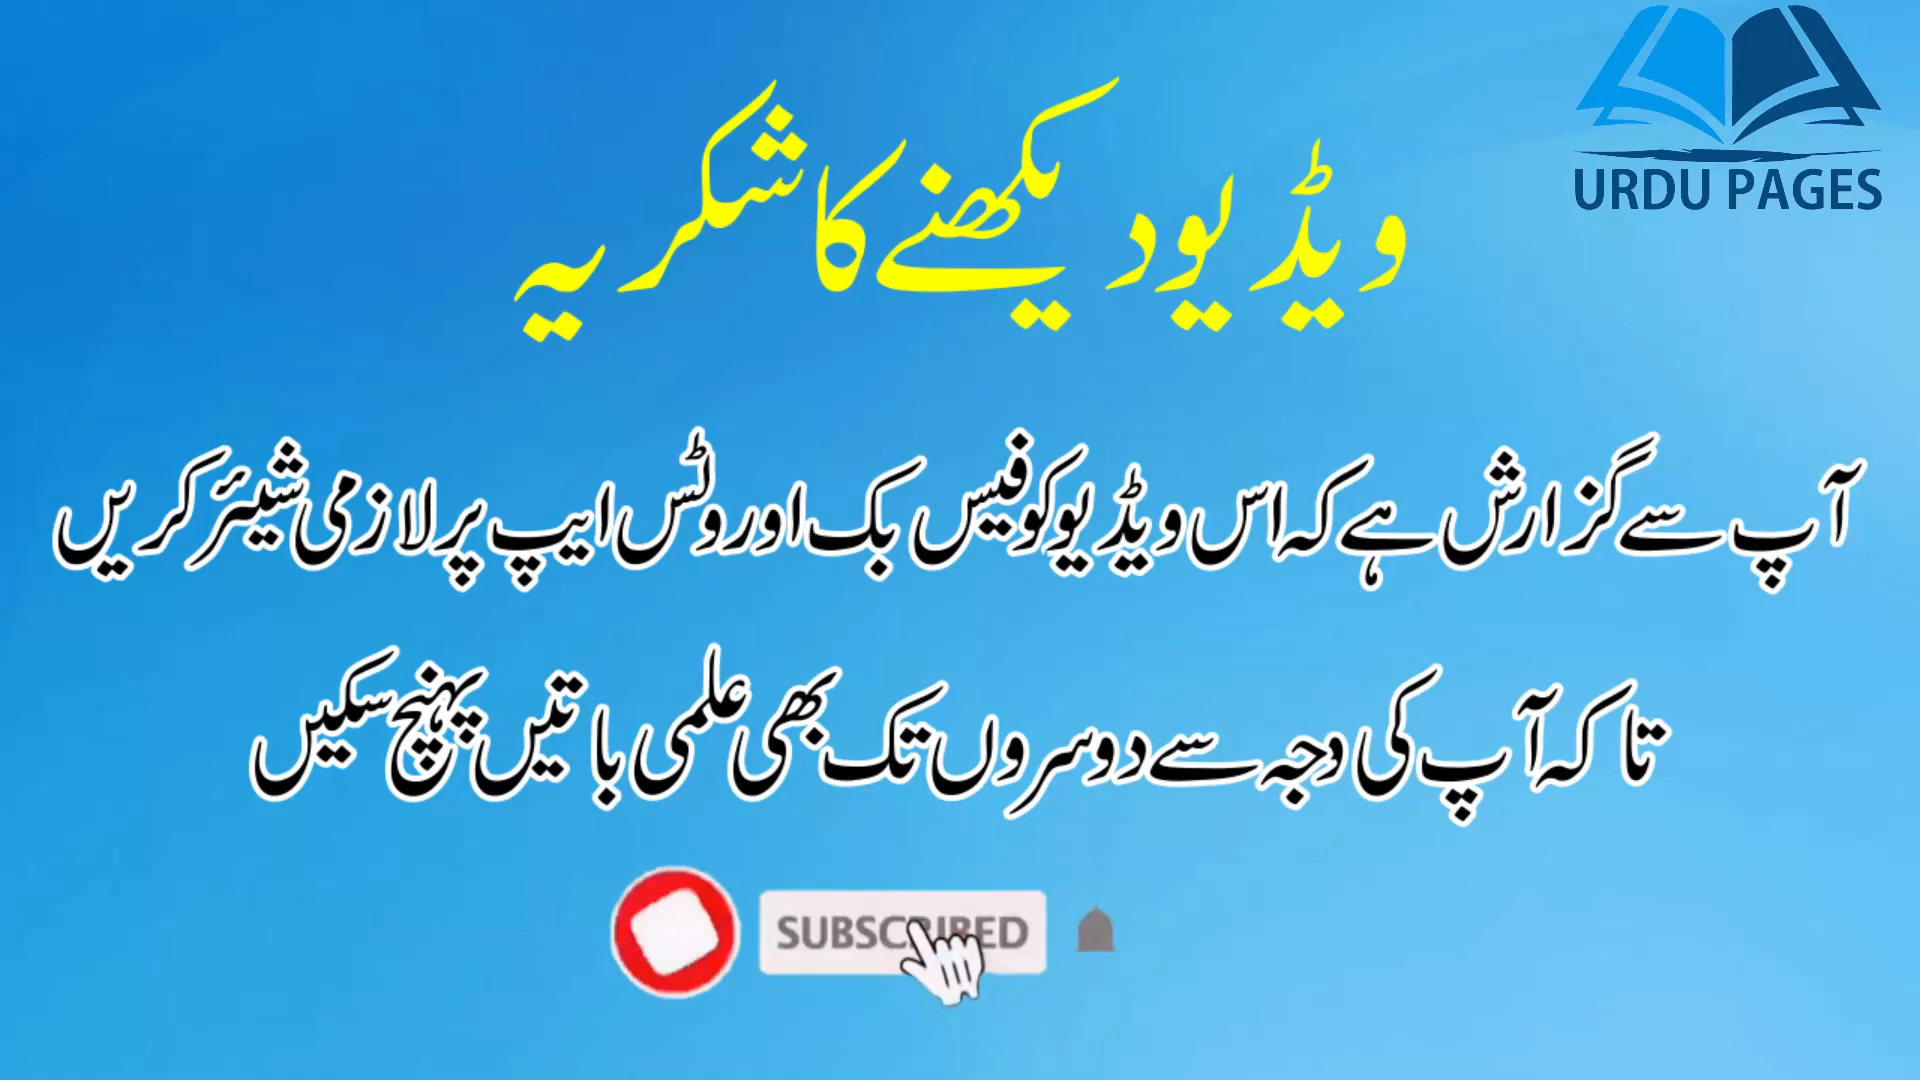 URDU PAGES
ویڈیو دیکھنے کا شکریہ
آپ سے گزارش ہے کہ اس ویڈیو کو فیس بک اور وٹس ایپ پر لازمی شیئر کریں
تاکہ آپ کی وجہ سے دوسروں تک بھی علمی باتیں پہنچ سکیں
SUBSCRIBED